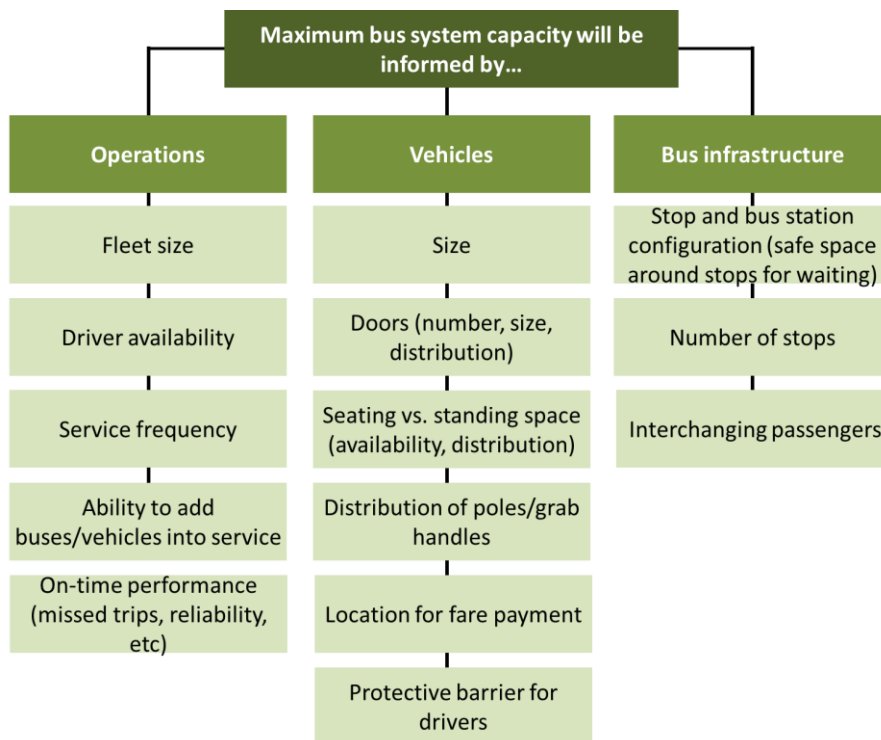 Maximum bus system capacity will be
informed by…
Operations
Fleet size
Driver availability
Service frequency
Ability to add
buses/vehicles into service
On-time performance
(missed trips, reliability,
etc)
Vehicles
Size
Doors (number, size,
distribution)
Seating vs. standing space
(availability, distribution)
Distribution of poles/grab
handles
Location for fare payment
Protective barrier for
drivers
Bus infrastructure
Stop and bus station
configuration (safe space
around stops for waiting)
Number of stops
Interchanging passengers